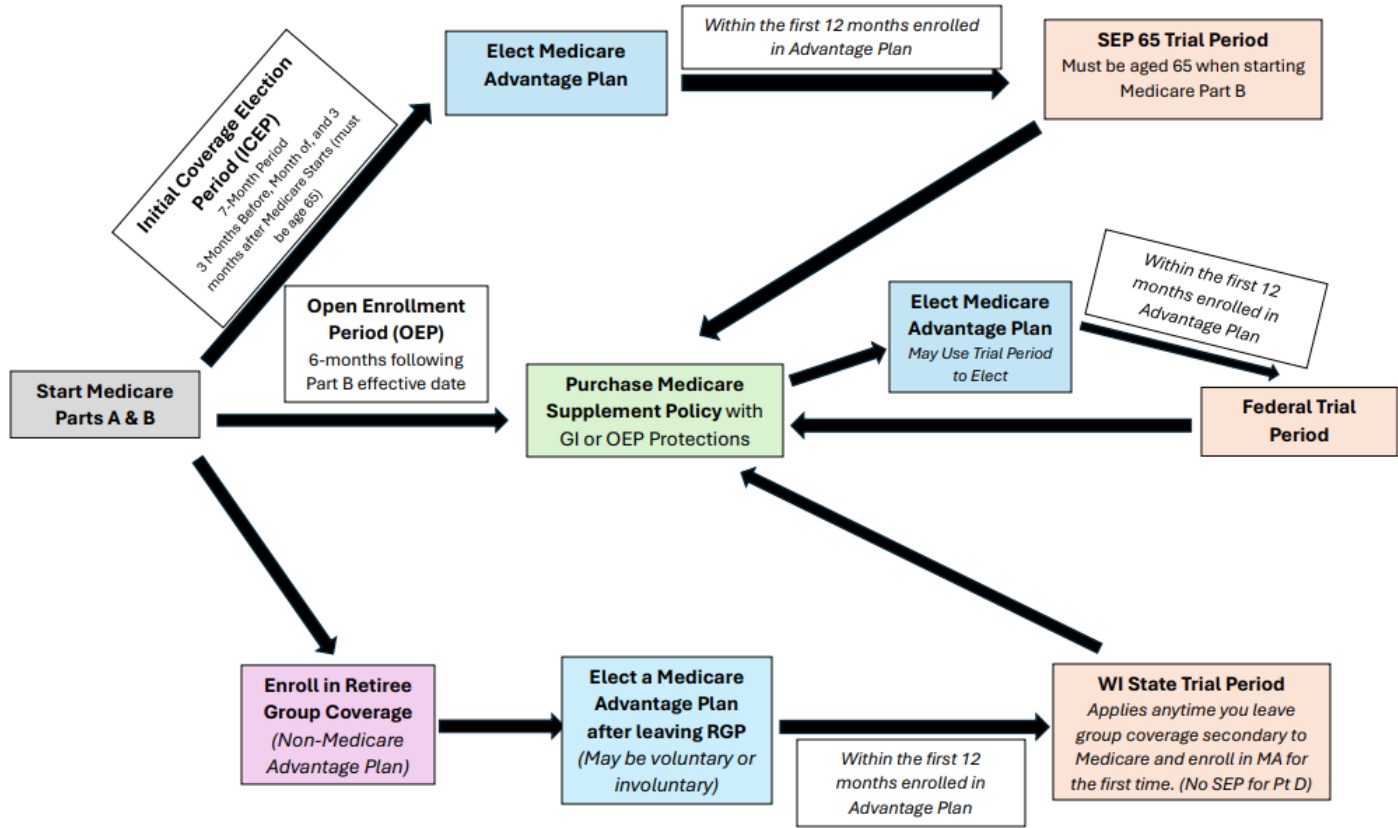 Elect Medicare
Advantage Plan
Within the first 12 months enrolled
in Advantage Plan
SEP 65 Trial Period
Must be aged 65 when starting
Medicare Part B
Initial Coverage Election
Period (ICEP)
7-Month Period
3 Months Before, Month of, and 3
months after Medicare Starts (must
be age 65)
Open Enrollment
Period (OEP)
6-months following
Part B effective date
Elect Medicare
Advantage Plan
May Use Trial Period
to Elect
Within the first 12
months enrolled in
Advantage Plan
Start Medicare
Parts A & B
Purchase Medicare
Supplement Policy with
GI or OEP Protections
Federal Trial
Period
Enroll in Retiree
Group Coverage
(Non-Medicare
Advantage Plan)
Elect a Medicare
Advantage Plan
after leaving RGP
(May be voluntary or
involuntary)
Within the first 12
months enrolled in
Advantage Plan
WI State Trial Period
Applies anytime you leave
group coverage secondary to
Medicare and enroll in MA for
the first time. (No SEP for Pt D)